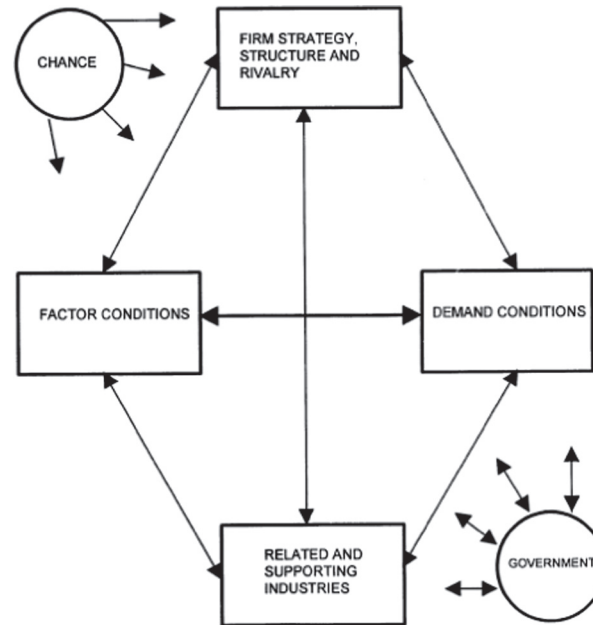 CHANCE
FIRM STRATEGY,
STRUCTURE AND
RIVALRY
FACTOR CONDITIONS
DEMAND CONDITIONS
RELATED AND
SUPPORTING
INDUSTRIES
GOVERNMENT